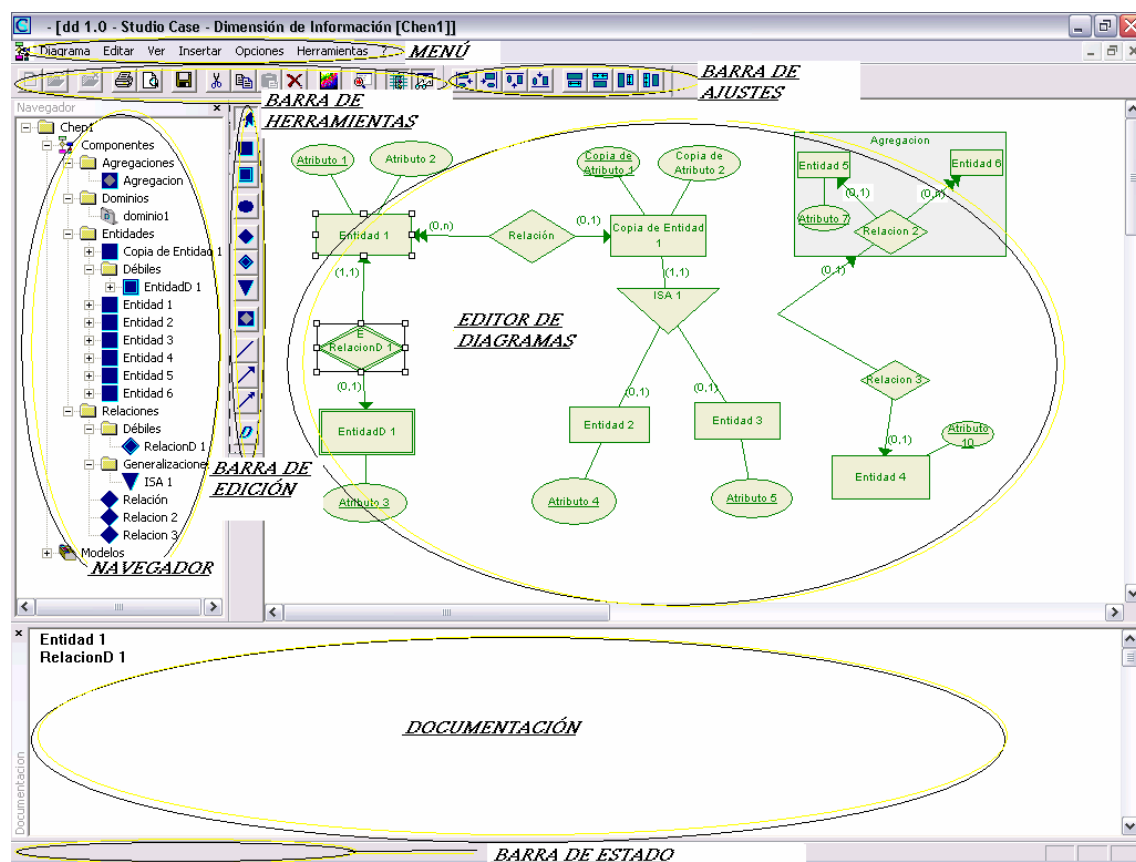 - [dd 1.0 - Studio Case - Dimensión de Información [Chen1]]
Diagrama Editar Ver Insertar Opciones Herramientas ?
MENÚ
BARRA DE
AJUSTES
BARRA DE
HERRAMIENTAS
Navegador
Chen1
Componentes
Agregaciones
Agregacion
Dominios
dominio1
Entidades
Copia de Entidad 1
Débiles
EntidadD 1
Entidad 1
Entidad 2
Entidad 3
Entidad 4
Entidad 5
Entidad 6
Relaciones
Débiles
RelacionD 1
Generalizacione
ISA 1
Relación
Relacion 2
Relacion 3
Modelos
NAVEGADOR
BARRA DE
EDICIÓN
Atributo 1
Atributo 2
Entidad 1
(0,n)
Relación
(0,1)
Copia de
Atributo 1
Copia de
Atributo 2
Copia de Entidad
1
Agregacion
Entidad 5
Entidad 6
(0,1)
(0,n)
Atributo 7
Relacion 2
(1,1)
(1,1)
(0,1)
ISA 1
EDITOR DE
DIAGRAMAS
E
RelacionD 1
(0,1)
(0,1)
(0,1)
Relacion 3
EntidadD 1
Entidad 2
Entidad 3
(0,1)
Atributo
10
Entidad 4
Atributo 3
Atributo 4
Atributo 5
Entidad 1
RelacionD 1
DOCUMENTACIÓN
Documentacion
BARRA DE ESTADO